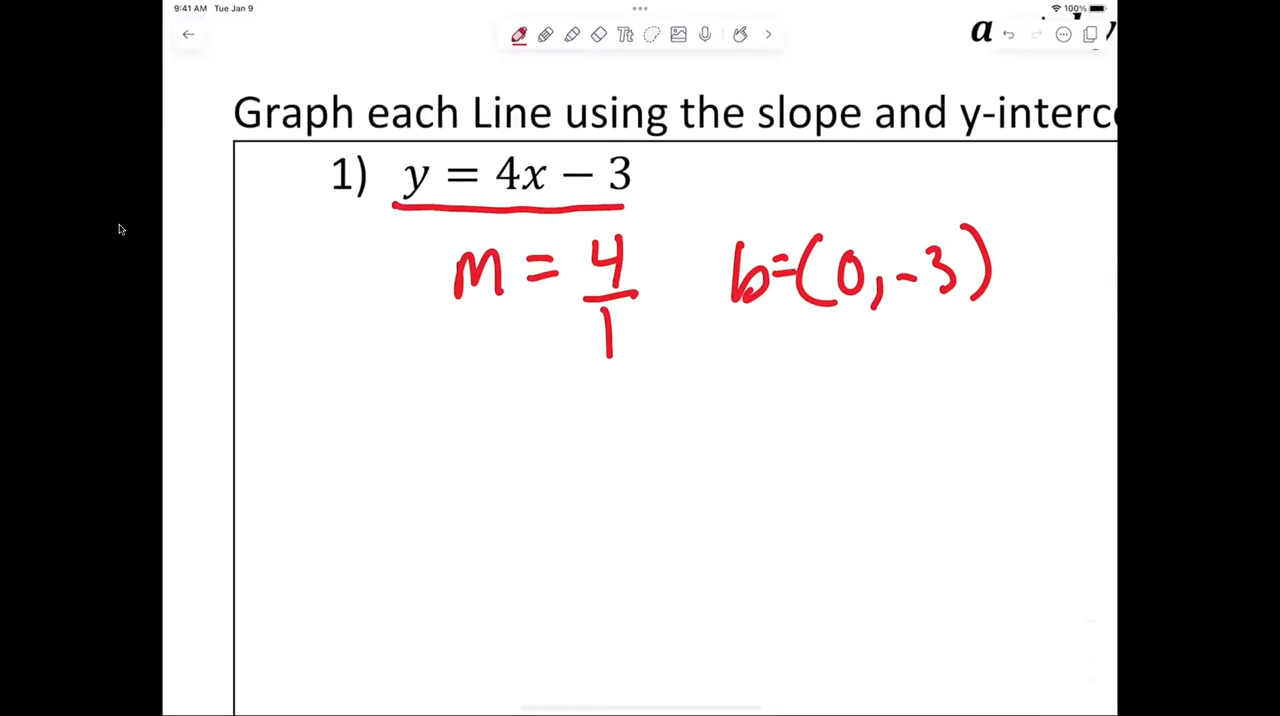 9:41 AM Tue Jan 9
100%
Tt
Graph each Line using the slope and y-interc
1) y = 4x − 3
m = 4/1 b=(0,-3)